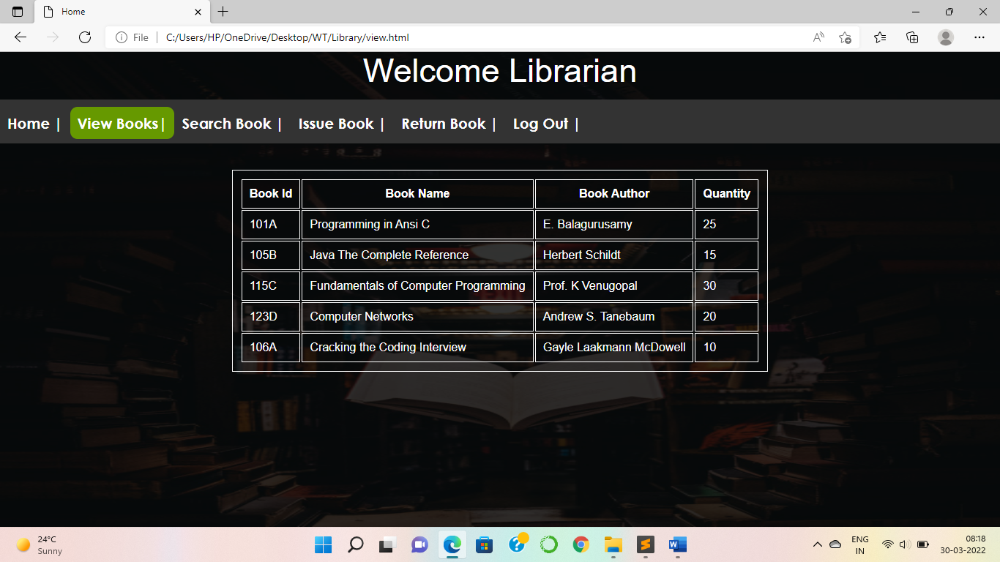 Home
File
C:/Users/HP/OneDrive/Desktop/WT/Library/view.html
Welcome Librarian
Home | View Books| Search Book | Issue Book | Return Book | Log Out |
Book Id Book Name Book Author Quantity
101A Programming in Ansi C E. Balagurusamy 25
105B Java The Complete Reference Herbert Schildt 15
115C Fundamentals of Computer Programming Prof. K Venugopal 30
123D Computer Networks Andrew S. Tanebaum 20
106A Cracking the Coding Interview Gayle Laakmann McDowell 10
24°C
Sunny
ENG
IN
08:18
30-03-2022